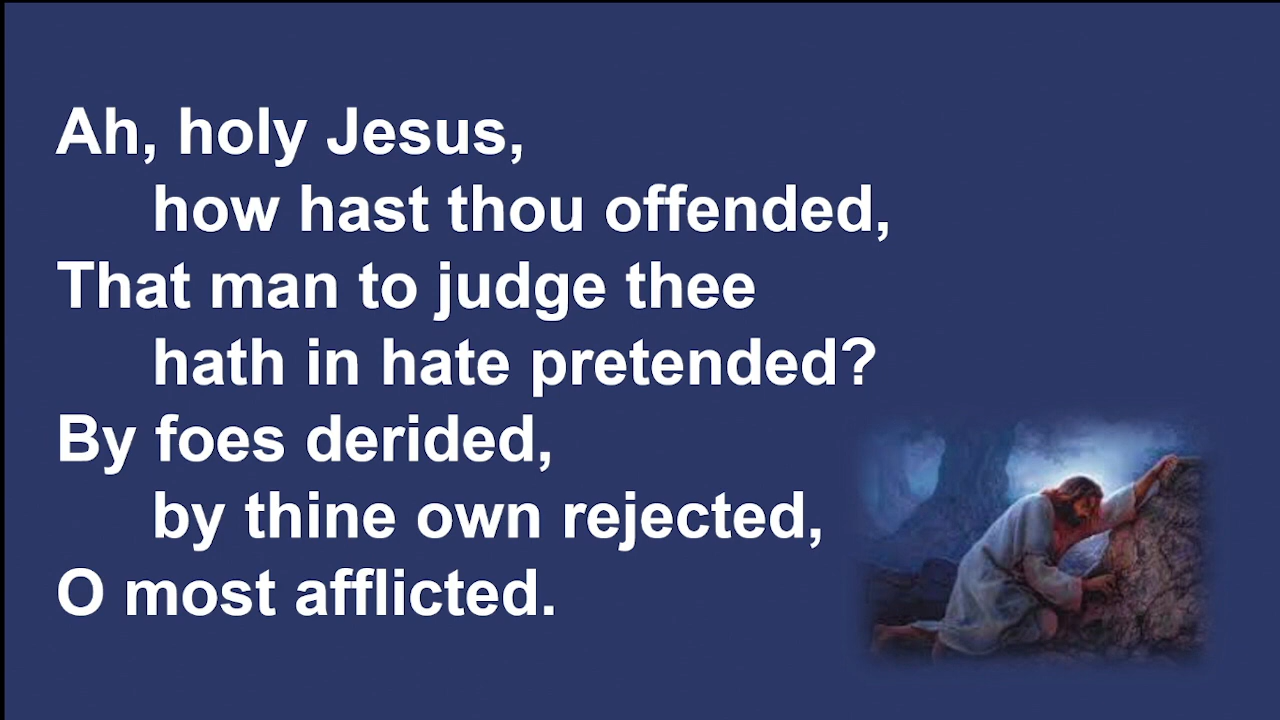 Ah, holy Jesus,
how hast thou offended,
That man to judge thee
hath in hate pretended?
By foes derided,
by thine own rejected,
O most afflicted.